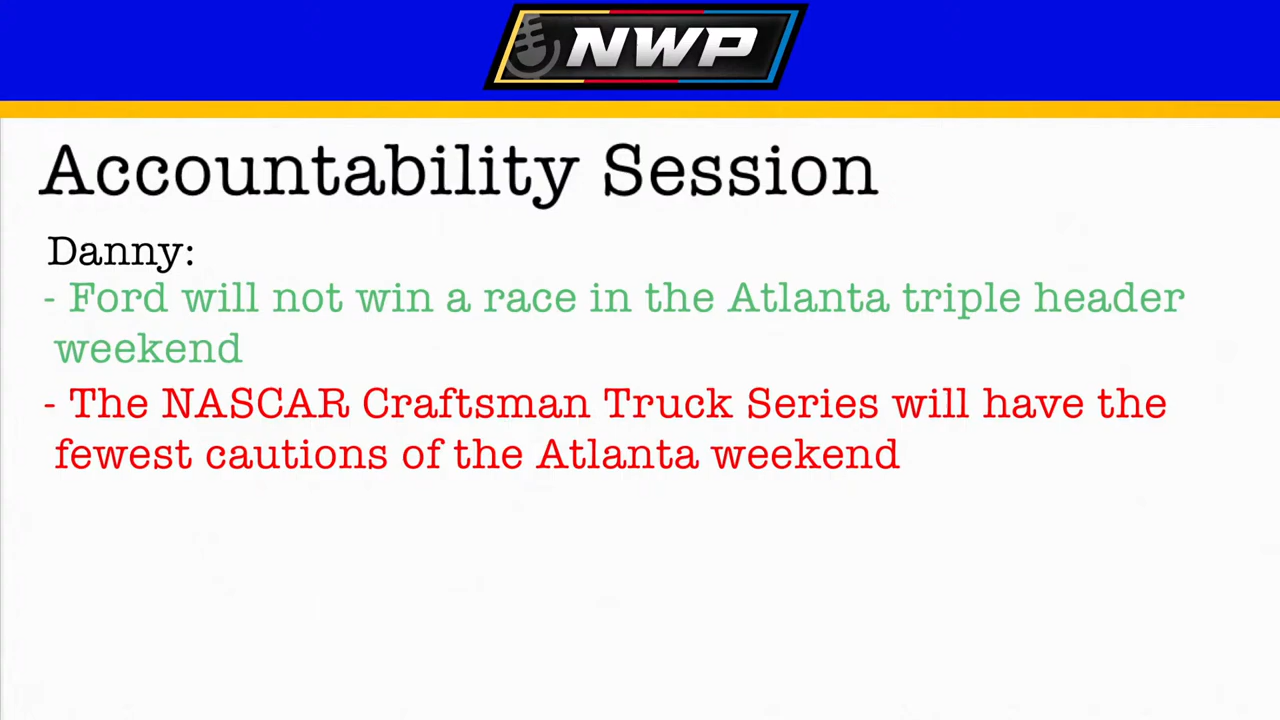 NWP
Accountability Session
Danny:
- Ford will not win a race in the Atlanta triple header
weekend
- The NASCAR Craftsman Truck Series will have the
fewest cautions of the Atlanta weekend